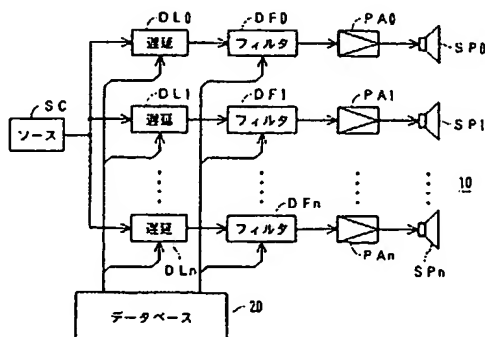 DL0 DF0 PA0
遅延 フィルタ
SP0
SC DL1 DF1 PA1
ソース 遅延 フィルタ
SP1
DFn 10
遅延 フィルタ
DLn PAn SPn
20
データベース